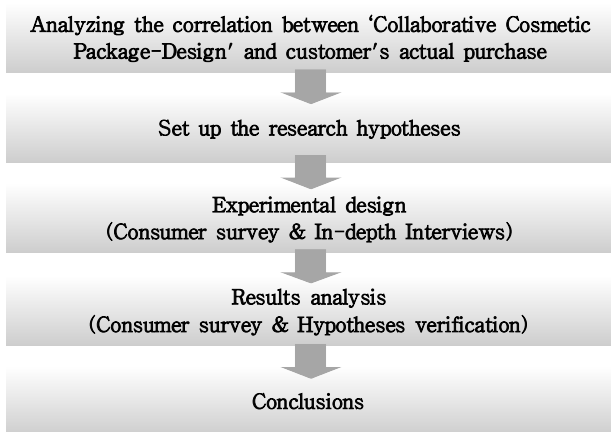 Analyzing the correlation between ‘Collaborative Cosmetic
Package-Design’ and customer's actual purchase
Set up the research hypotheses
Experimental design
(Consumer survey & In-depth Interviews)
Results analysis
(Consumer survey & Hypotheses verification)
Conclusions